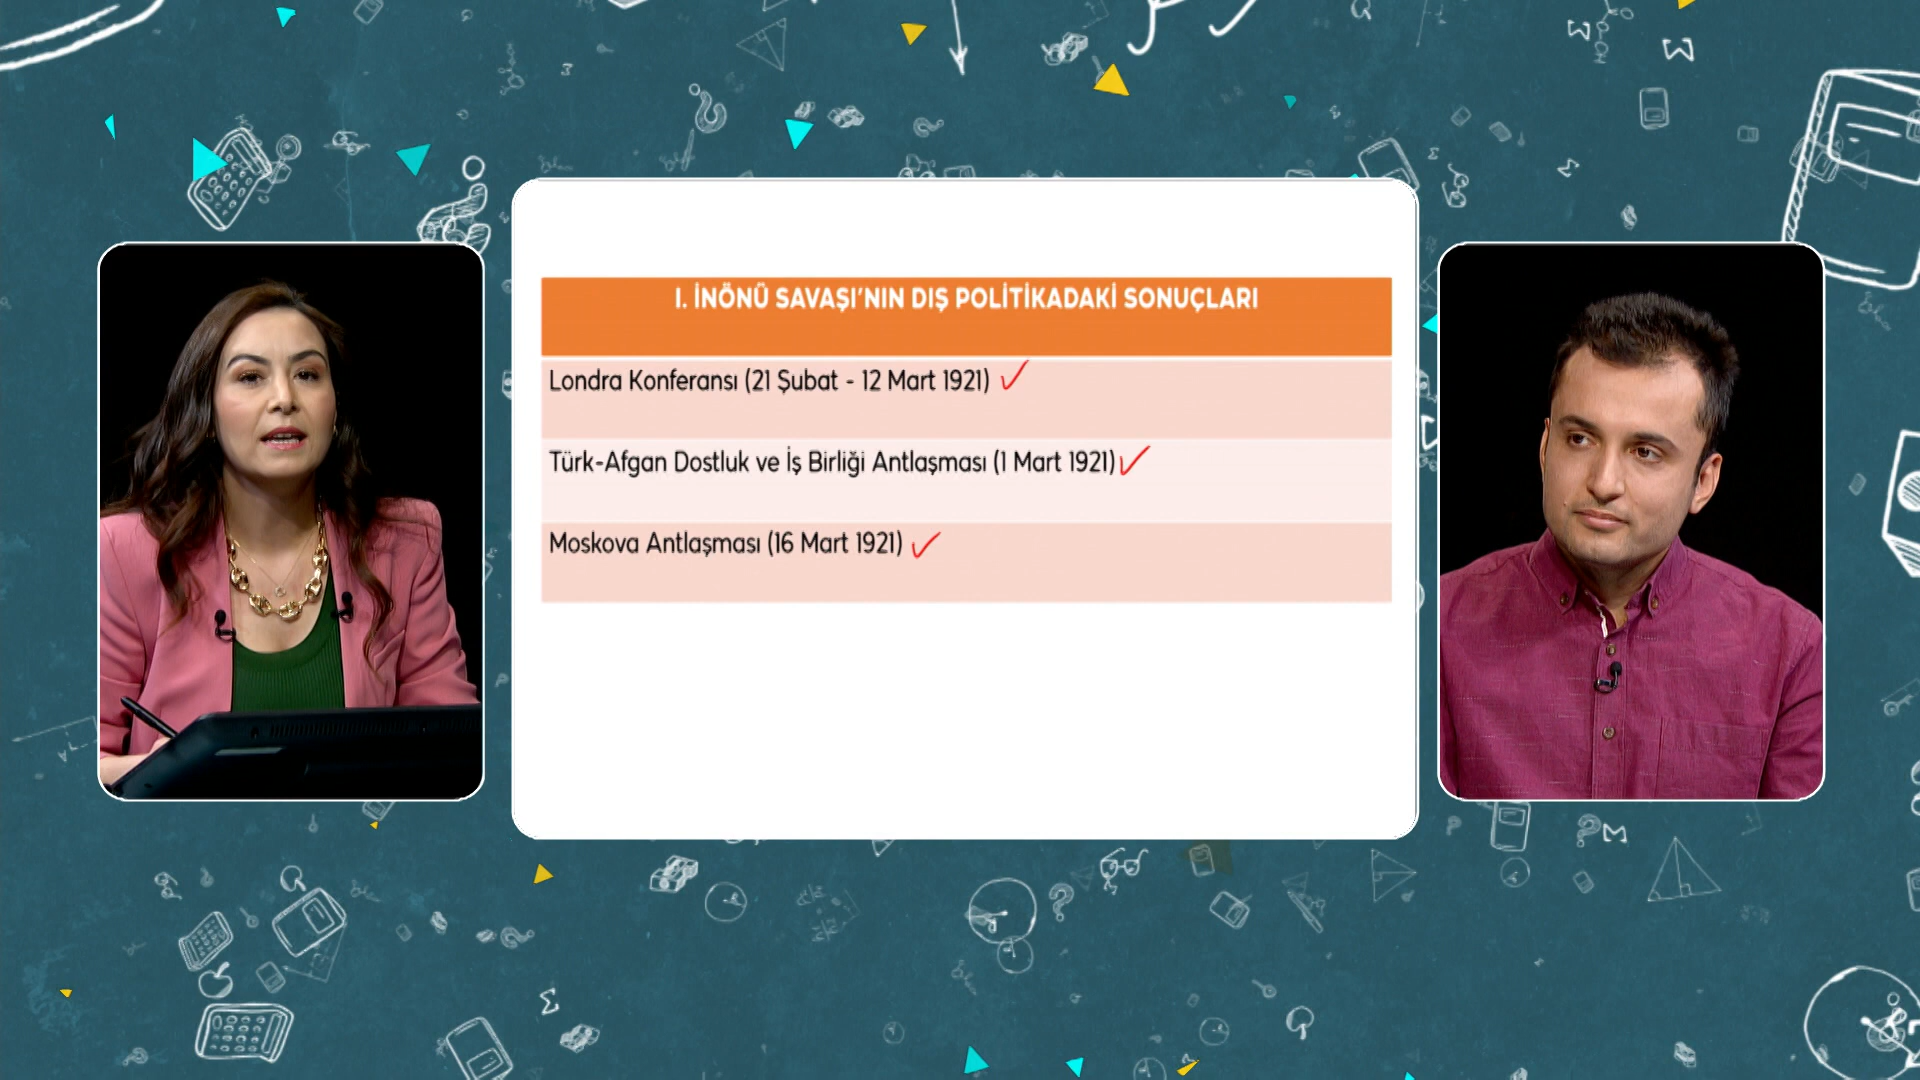 I. İNÖNÜ SAVAŞI'NIN DIŞ POLİTİKADAKİ SONUÇLARI
Londra Konferansı (21 Şubat - 12 Mart 1921)
Türk-Afgan Dostluk ve İş Birliği Antlaşması (1 Mart 1921)
Moskova Antlaşması (16 Mart 1921)